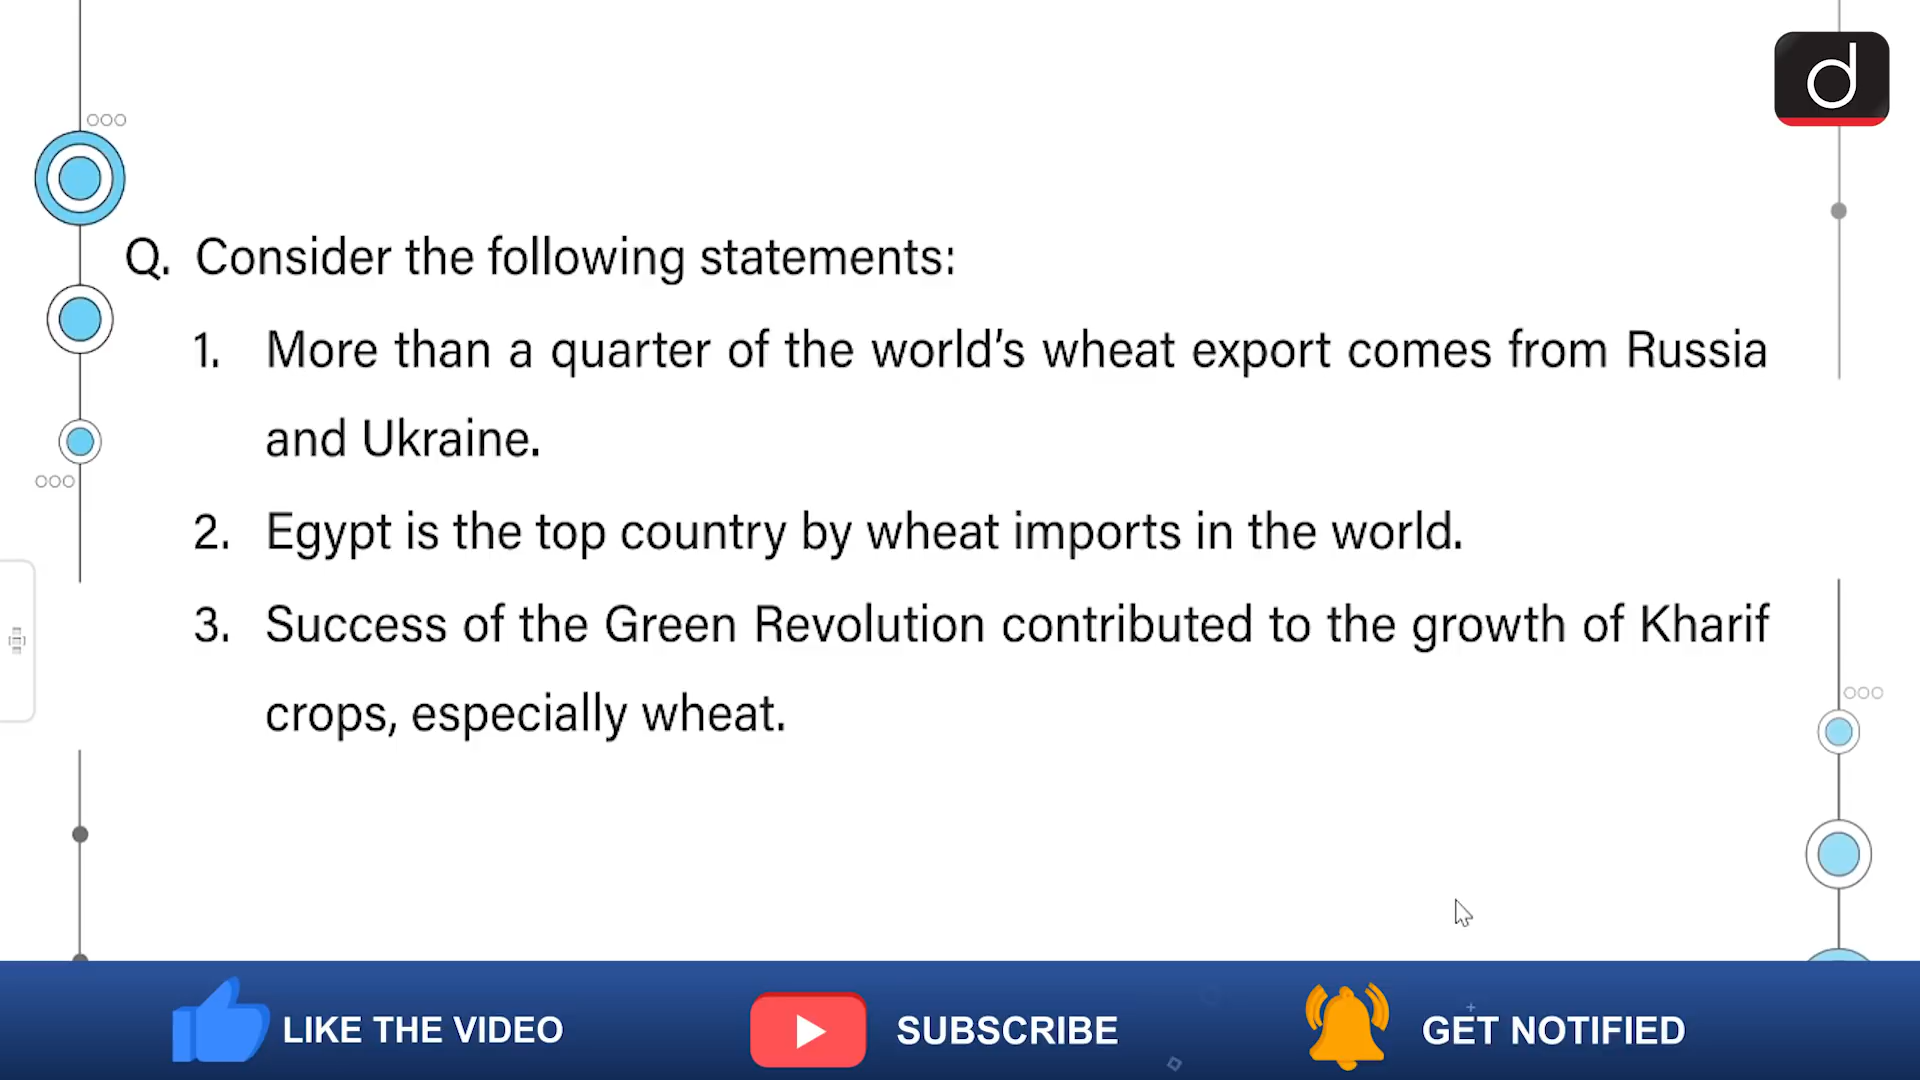 d
Q. Consider the following statements:
1. More than a quarter of the world's wheat export comes from Russia
and Ukraine.
2. Egypt is the top country by wheat imports in the world.
3. Success of the Green Revolution contributed to the growth of Kharif
crops, especially wheat.
LIKE THE VIDEO SUBSCRIBE GET NOTIFIED